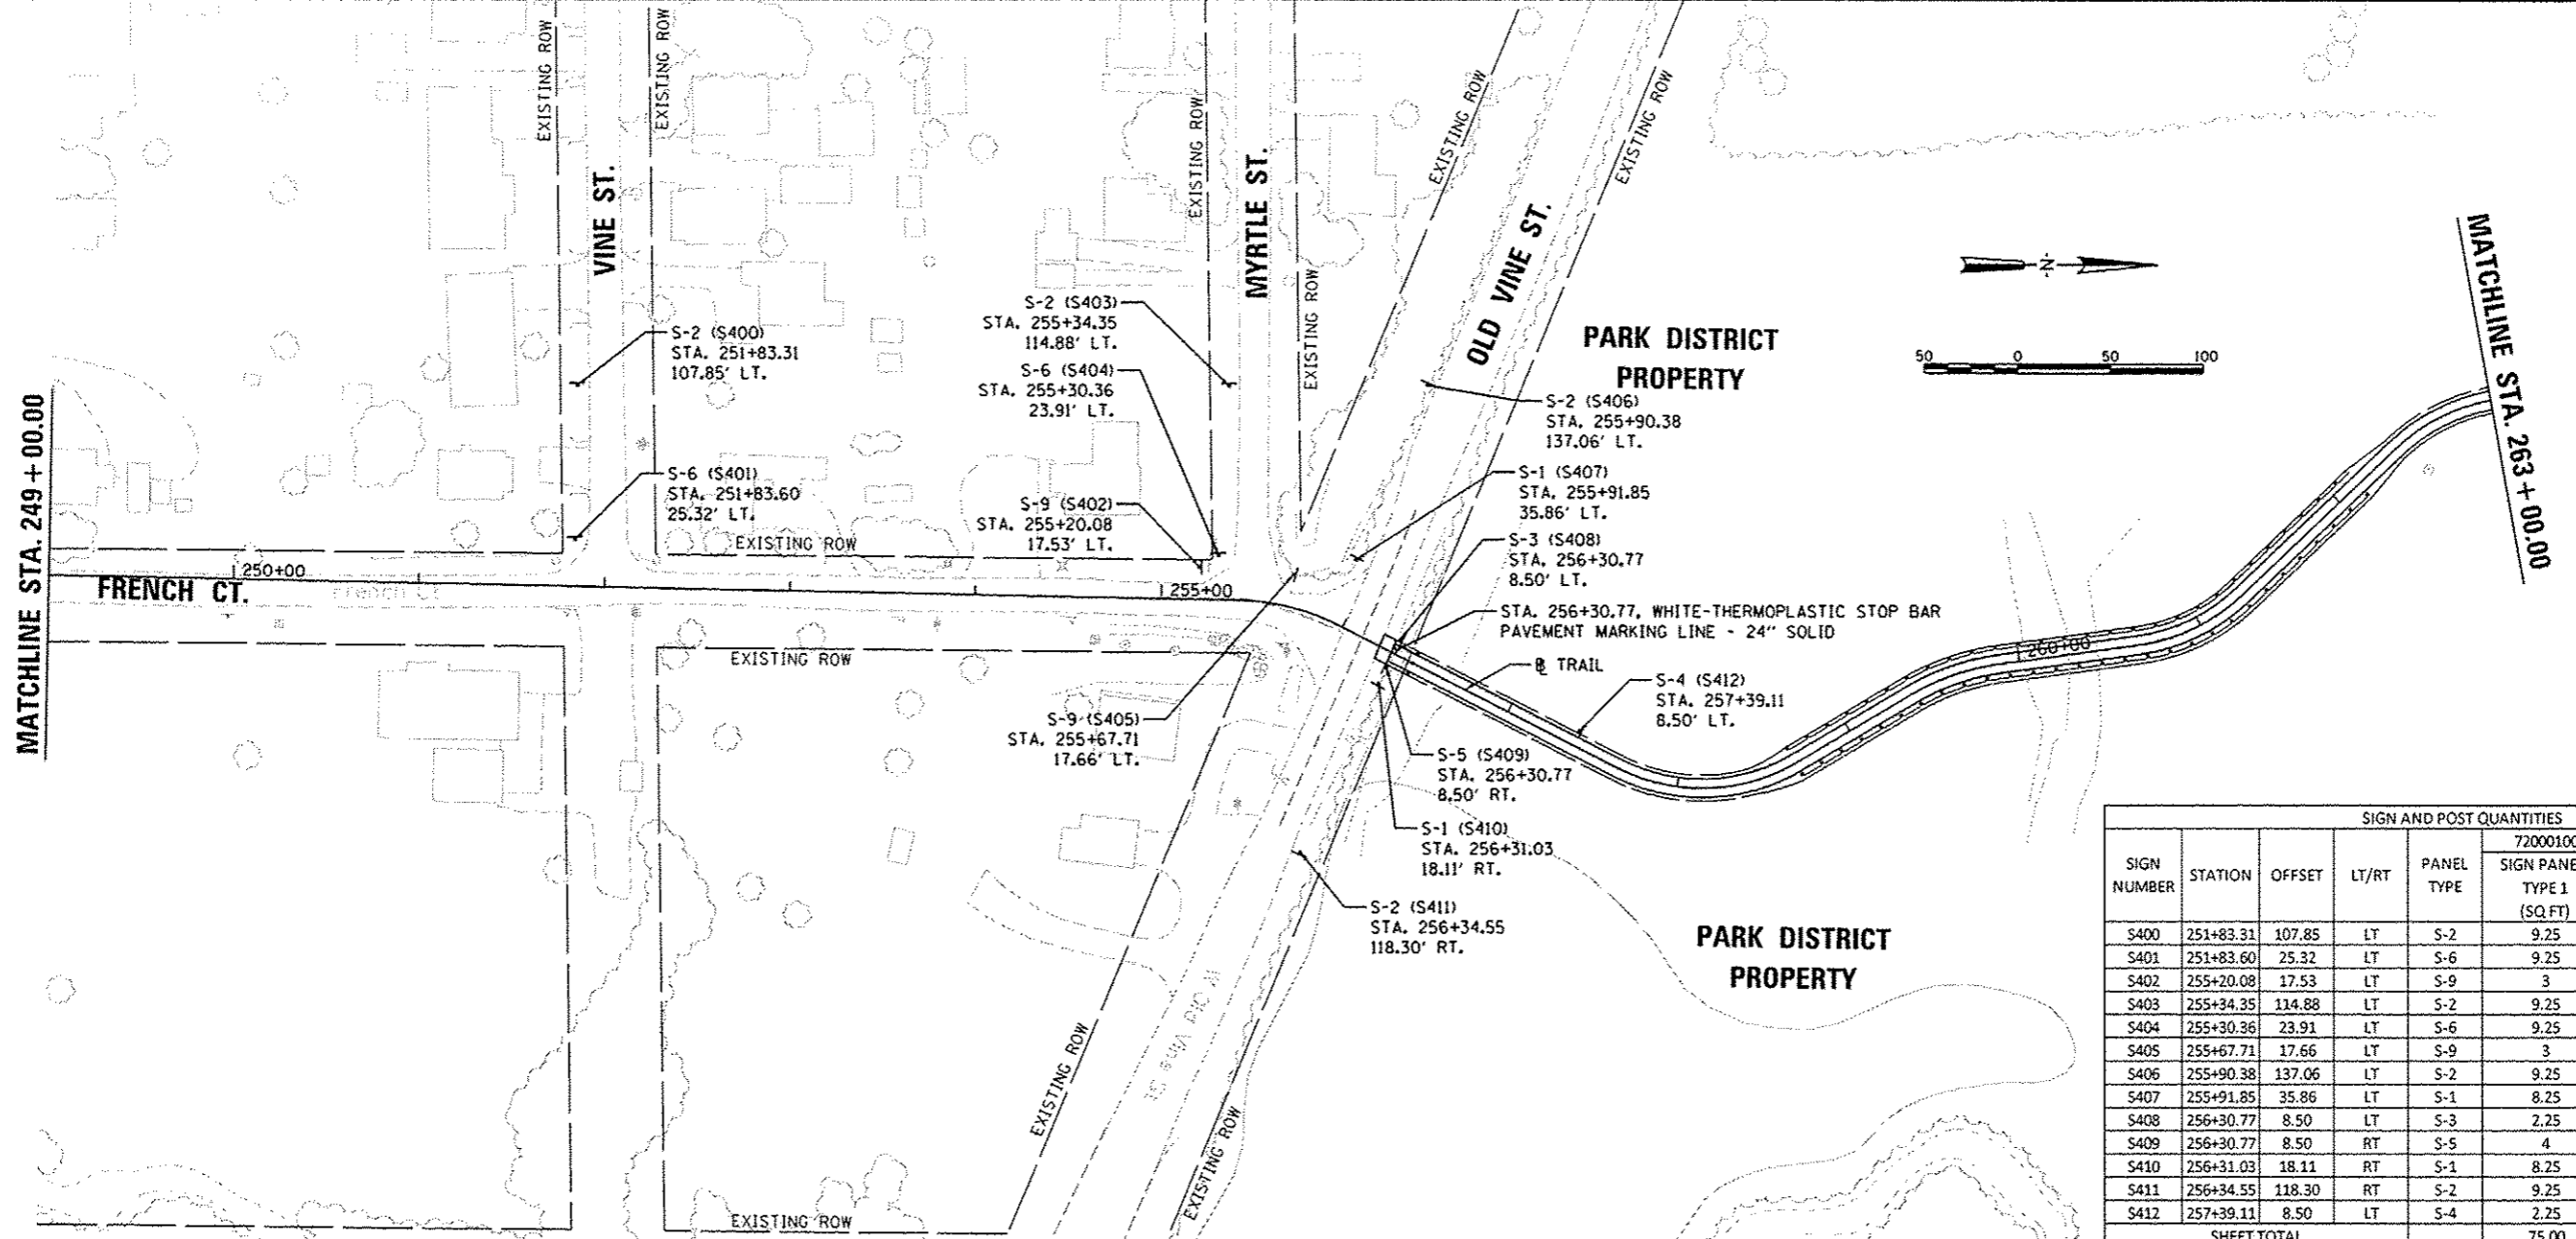 EXISTING ROW
EXISTING ROW
VINE ST.
EXISTING ROW
MYRTLE ST.
EXISTING ROW
EXISTING ROW
EXISTING ROW
OLD VINE ST.
PARK DISTRICT
PROPERTY
-N-
50 0 50 100
MATCHLINE STA. 263+00.00
MATCHLINE STA. 249+00.00
S-2 (S400)
STA. 251+83.31
107.85' LT.
S-6 (S401)
STA. 251+83.60
25.32' LT.
S-2 (S403)
STA. 255+34.35
114.88' LT.
S-6 (S404)
STA. 255+30.36
23.91' LT.
S-9 (S402)
STA. 255+20.08
17.53' LT.
S-2 (S406)
STA. 255+90.38
137.06' LT.
S-1 (S407)
STA. 255+91.85
35.86' LT.
S-3 (S408)
STA. 256+30.77
8.50' LT.
STA. 256+30.77, WHITE-THERMOPLASTIC STOP BAR
PAVEMENT MARKING LINE - 24" SOLID
℄ TRAIL
S-4 (S412)
STA. 257+39.11
8.50' LT.
EXISTING ROW
250+00
FRENCH CT.
French CT
255+00
260+00
EXISTING ROW
S-9 (S405)
STA. 255+67.71
17.66' LT.
S-5 (S409)
STA. 256+30.77
8.50' RT.
S-1 (S410)
STA. 256+31.03
18.11' RT.
S-2 (S411)
STA. 256+34.55
118.30' RT.
PARK DISTRICT
PROPERTY
Old Vine St
EXISTING ROW
EXISTING ROW
EXISTING ROW
SIGN AND POST QUANTITIES
72000100
SIGN NUMBER STATION OFFSET LT/RT PANEL TYPE SIGN PANE TYPE 1 (SQ FT)
S400 251+83.31 107.85 LT S-2 9.25
S401 251+83.60 25.32 LT S-6 9.25
S402 255+20.08 17.53 LT S-9 3
S403 255+34.35 114.88 LT S-2 9.25
S404 255+30.36 23.91 LT S-6 9.25
S405 255+67.71 17.66 LT S-9 3
S406 255+90.38 137.06 LT S-2 9.25
S407 255+91.85 35.86 LT S-1 8.25
S408 256+30.77 8.50 LT S-3 2.25
S409 256+30.77 8.50 RT S-5 4
S410 256+31.03 18.11 RT S-1 8.25
S411 256+34.55 118.30 RT S-2 9.25
S412 257+39.11 8.50 LT S-4 2.25
SHEET TOTAL 75.00